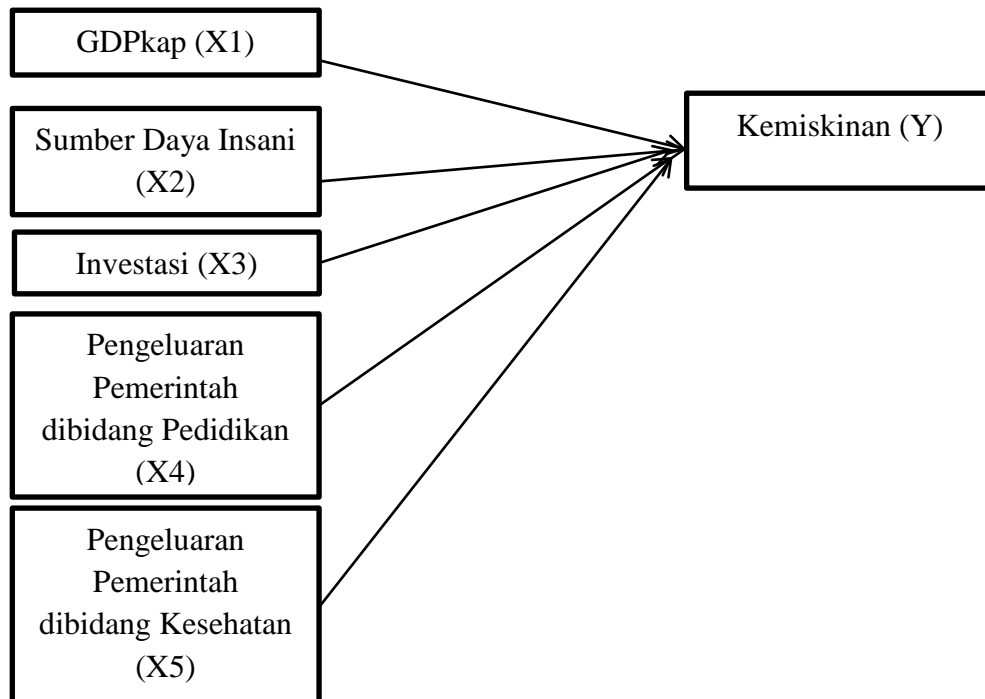 GDPkap (X1)
Sumber Daya Insani
(X2)
Investasi (X3)
Pengeluaran
Pemerintah
dibidang Pedidikan
(X4)
Pengeluaran
Pemerintah
dibidang Kesehatan
(X5)
Kemiskinan (Y)